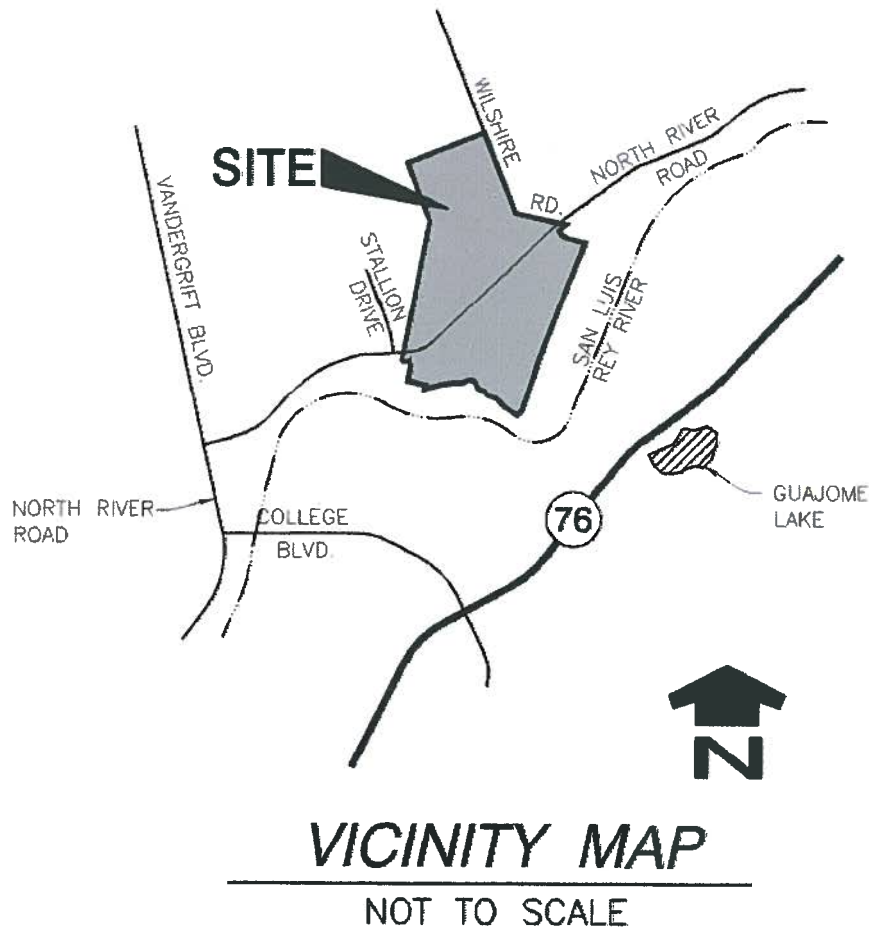 WILSHIRE
RD.
NORTH RIVER
ROAD
SITE
VANDERGRIFT BLVD.
STALLION
DRIVE
SAN LUIS
REY RIVER
NORTH RIVER
ROAD
COLLEGE
BLVD.
76
GUAJOME
LAKE
N
VICINITY MAP
NOT TO SCALE